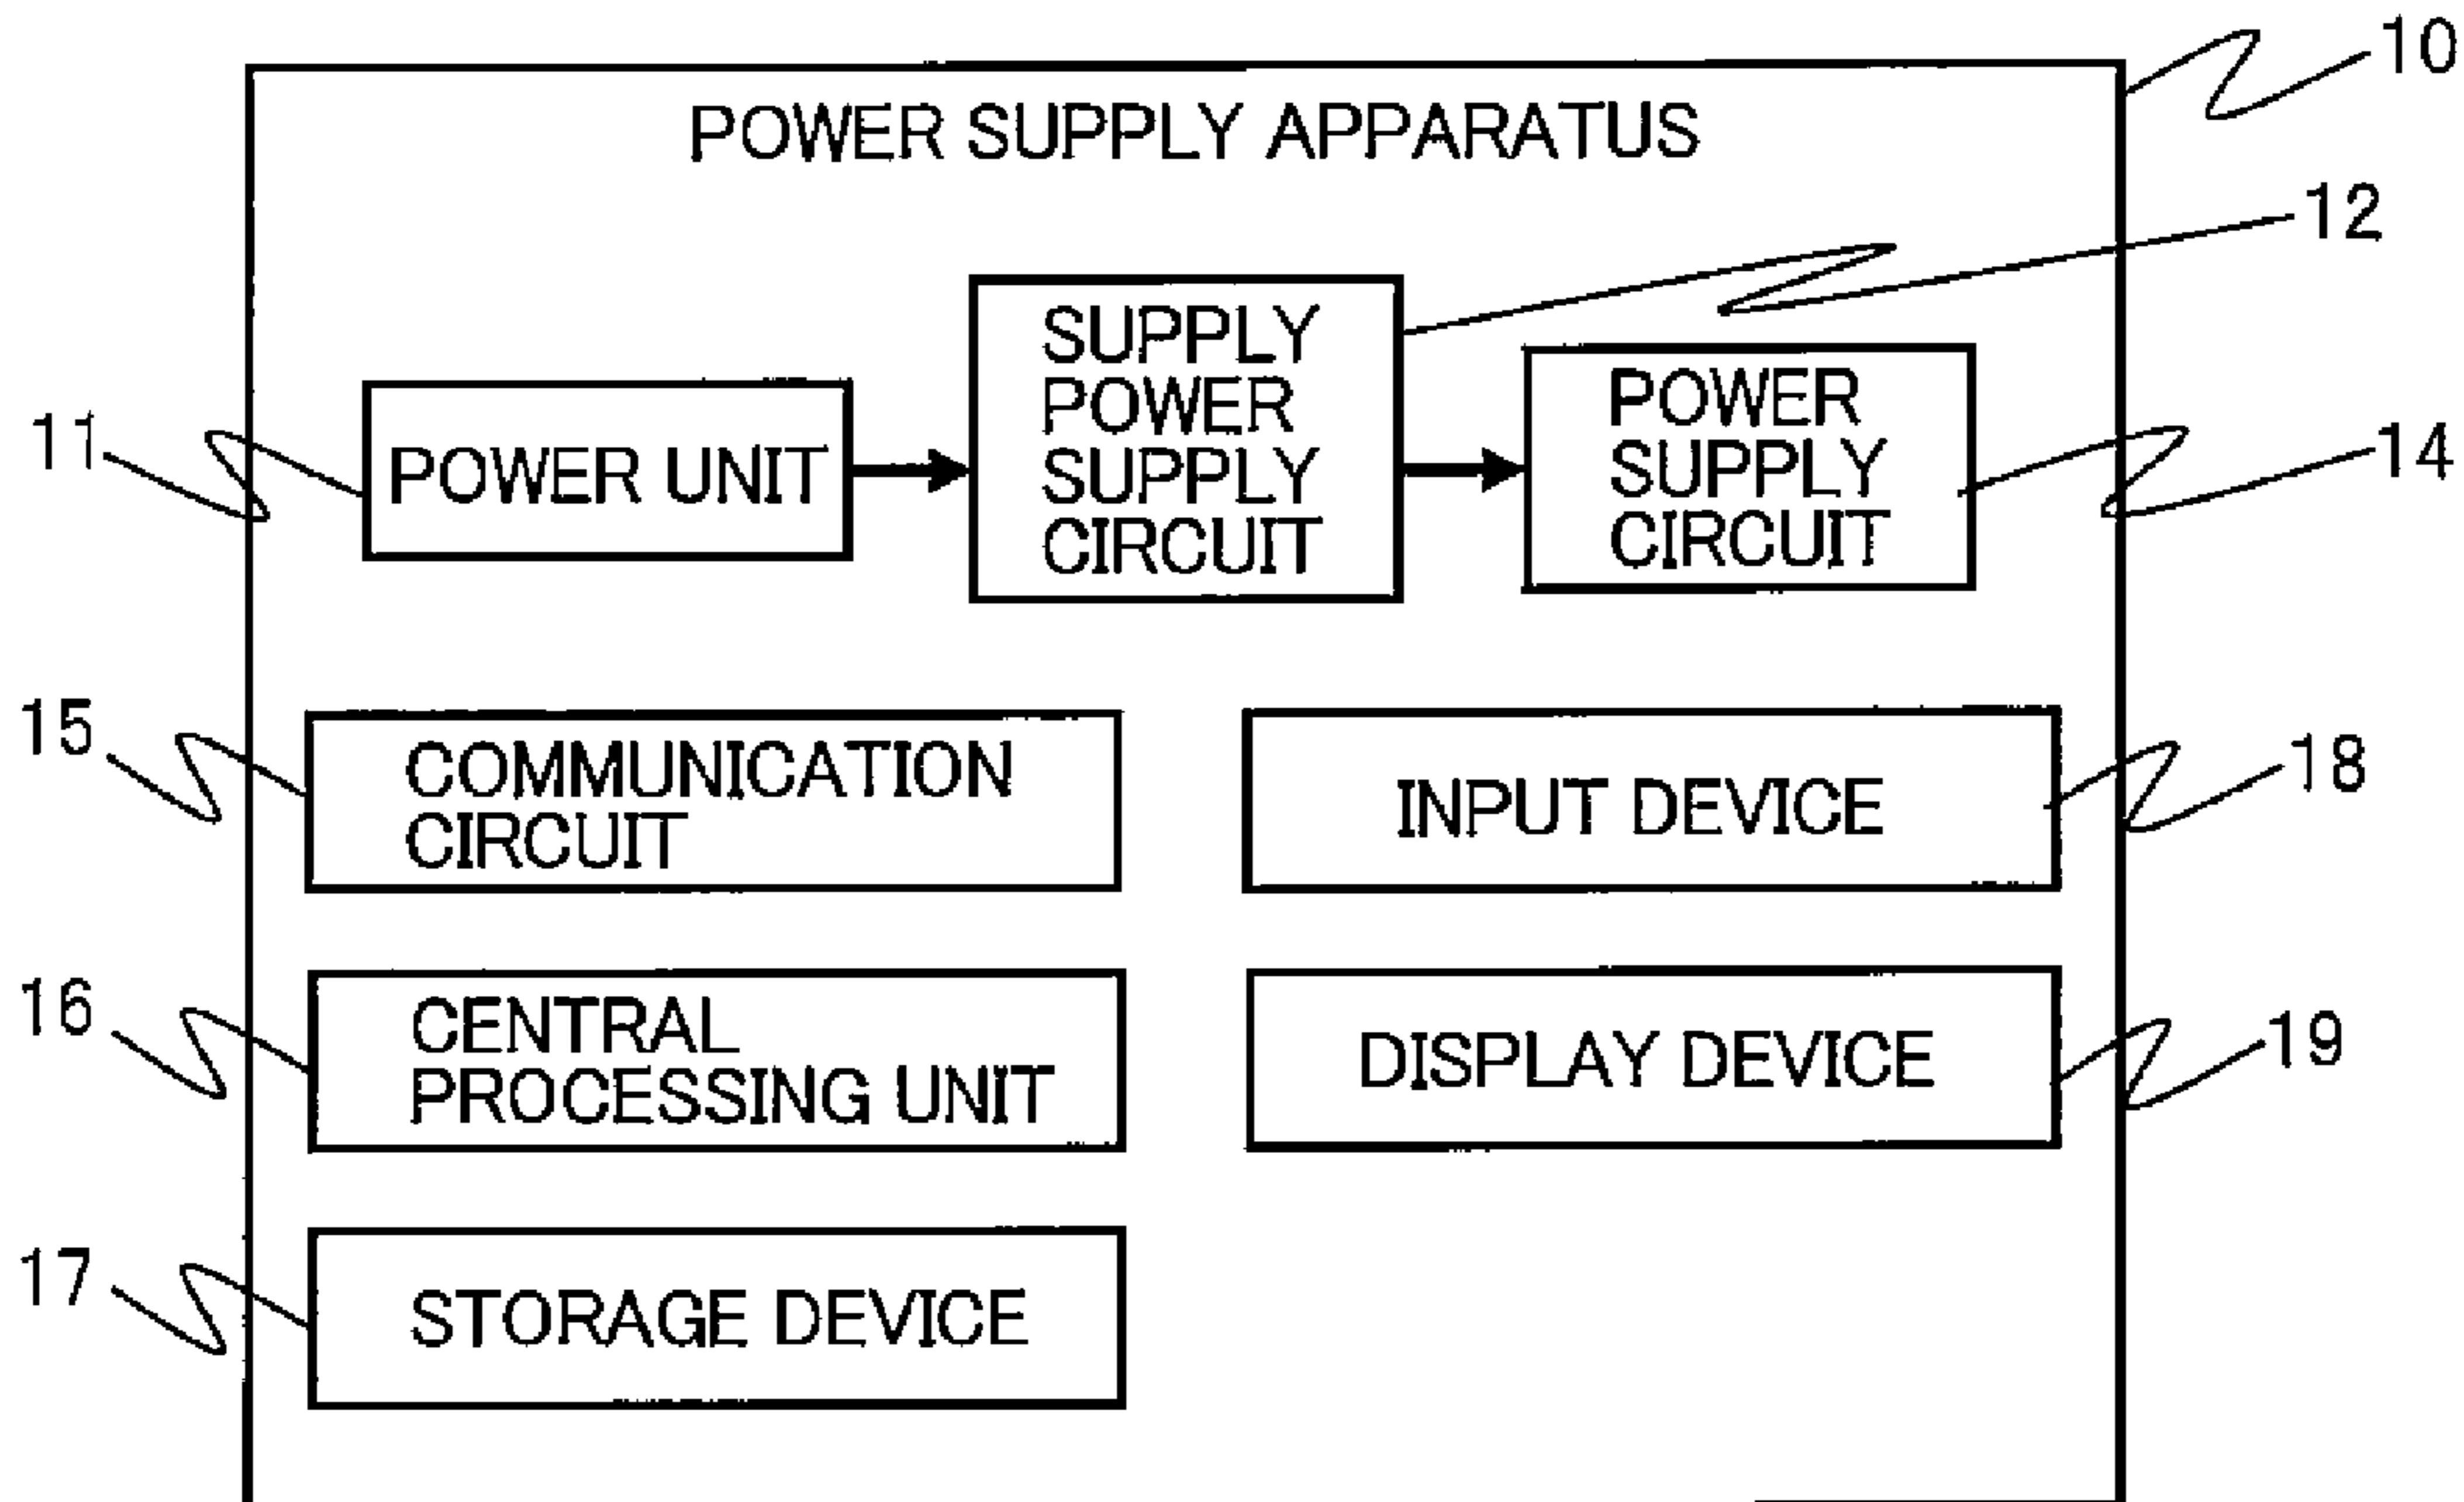 10
POWER SUPPLY APPARATUS
12
SUPPLY
POWER
SUPPLY
CIRCUIT
POWER
SUPPLY
CIRCUIT
11
POWER UNIT
14
15
COMMUNICATION
CIRCUIT
INPUT DEVICE
18
16
CENTRAL
PROCESSING UNIT
DISPLAY DEVICE
19
17
STORAGE DEVICE